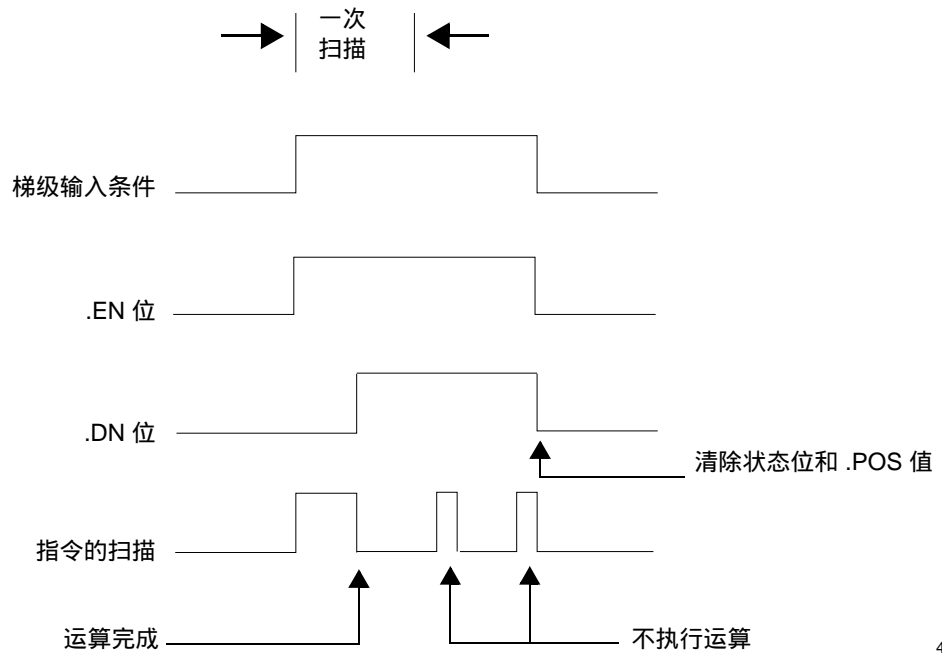 一次
扫描
梯级输入条件
.EN 位
.DN 位
清除状态位和 .POS 值
指令的扫描
运算完成
不执行运算
4